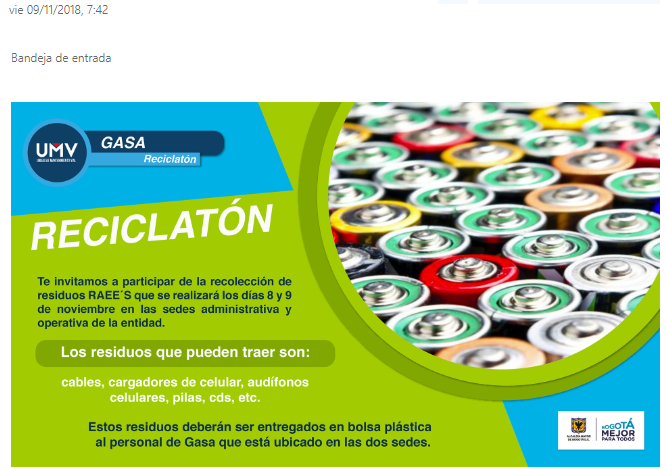 vie 09/11/2018, 7:42
Bandeja de entrada
UMV
GASA
Reciclatón
RECICLATÓN
Te invitamos a participar de la recolección de
residuos RAEE´S que se realizará los días 8 y 9
de noviembre en las sedes administrativa y
operativa de la entidad.
Los residuos que pueden traer son:
cables, cargadores de celular, audífonos
celulares, pilas, cds, etc.
Estos residuos deberán ser entregados en bolsa plástica
al personal de Gasa que está ubicado en las dos sedes.
ALCALDÍA MAYOR
DE BOGOTÁ D.C.
BOGOTÁ
MEJOR
PARA TODOS